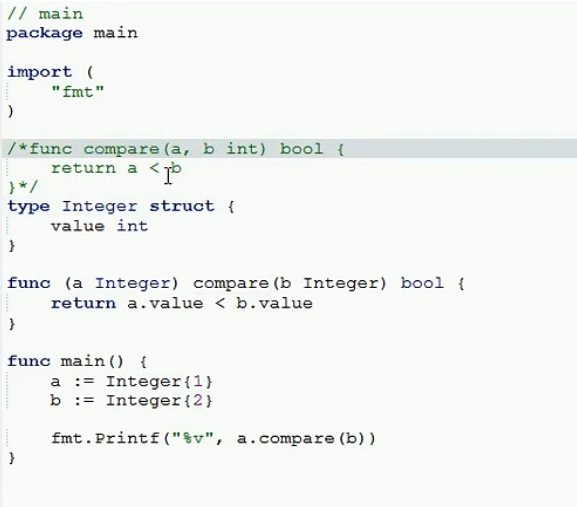 // main
package main
import (
"fmt"
)
/*func compare(a, b int) bool {
return a < b
}*/
type Integer struct {
value int
}
func (a Integer) compare(b Integer) bool {
return a.value < b.value
}
func main() {
a := Integer{1}
b := Integer{2}
fmt.Printf("%v", a.compare(b))
}